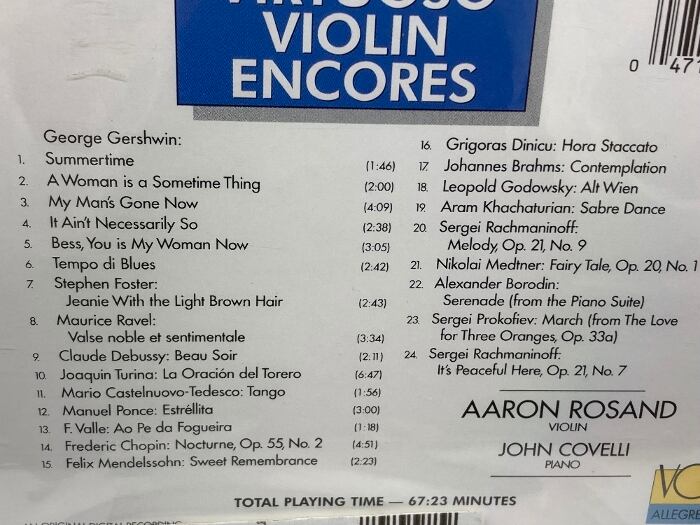 VIRTUOSO
VIOLIN
ENCORES
0 47
George Gershwin:
1. Summertime (1:46)
2. A Woman is a Sometime Thing (2:00)
3. My Man's Gone Now (4:09)
4. It Ain't Necessarily So (2:38)
5. Bess, You is My Woman Now (3:05)
6. Tempo di Blues (2:42)
7. Stephen Foster:
Jeanie With the Light Brown Hair (2:43)
8. Maurice Ravel:
Valse noble et sentimentale (3:34)
9. Claude Debussy: Beau Soir (2:11)
10. Joaquin Turina: La Oración del Torero (6:47)
11. Mario Castelnuovo-Tedesco: Tango (1:56)
12. Manuel Ponce: Estréllita (3:00)
13. F. Valle: Ao Pe da Fogueira (1:18)
14. Frederic Chopin: Nocturne, Op. 55, No. 2 (4:51)
15. Felix Mendelssohn: Sweet Remembrance (2:23)
16. Grigoras Dinicu: Hora Staccato
17. Johannes Brahms: Contemplation
18. Leopold Godowsky: Alt Wien
19. Aram Khachaturian: Sabre Dance
20. Sergei Rachmaninoff:
Melody, Op. 21, No. 9
21. Nikolai Medtner: Fairy Tale, Op. 20, No. 1
22. Alexander Borodin:
Serenade (from the Piano Suite)
23. Sergei Prokofiev: March (from The Love
for Three Oranges, Op. 33a)
24. Sergei Rachmaninoff:
It's Peaceful Here, Op. 21, No. 7
AARON ROSAND
VIOLIN
JOHN COVELLI
PIANO
TOTAL PLAYING TIME — 67:23 MINUTES
VO
ALLEGR
AN ORIGINAL DIGITAL RECORDING